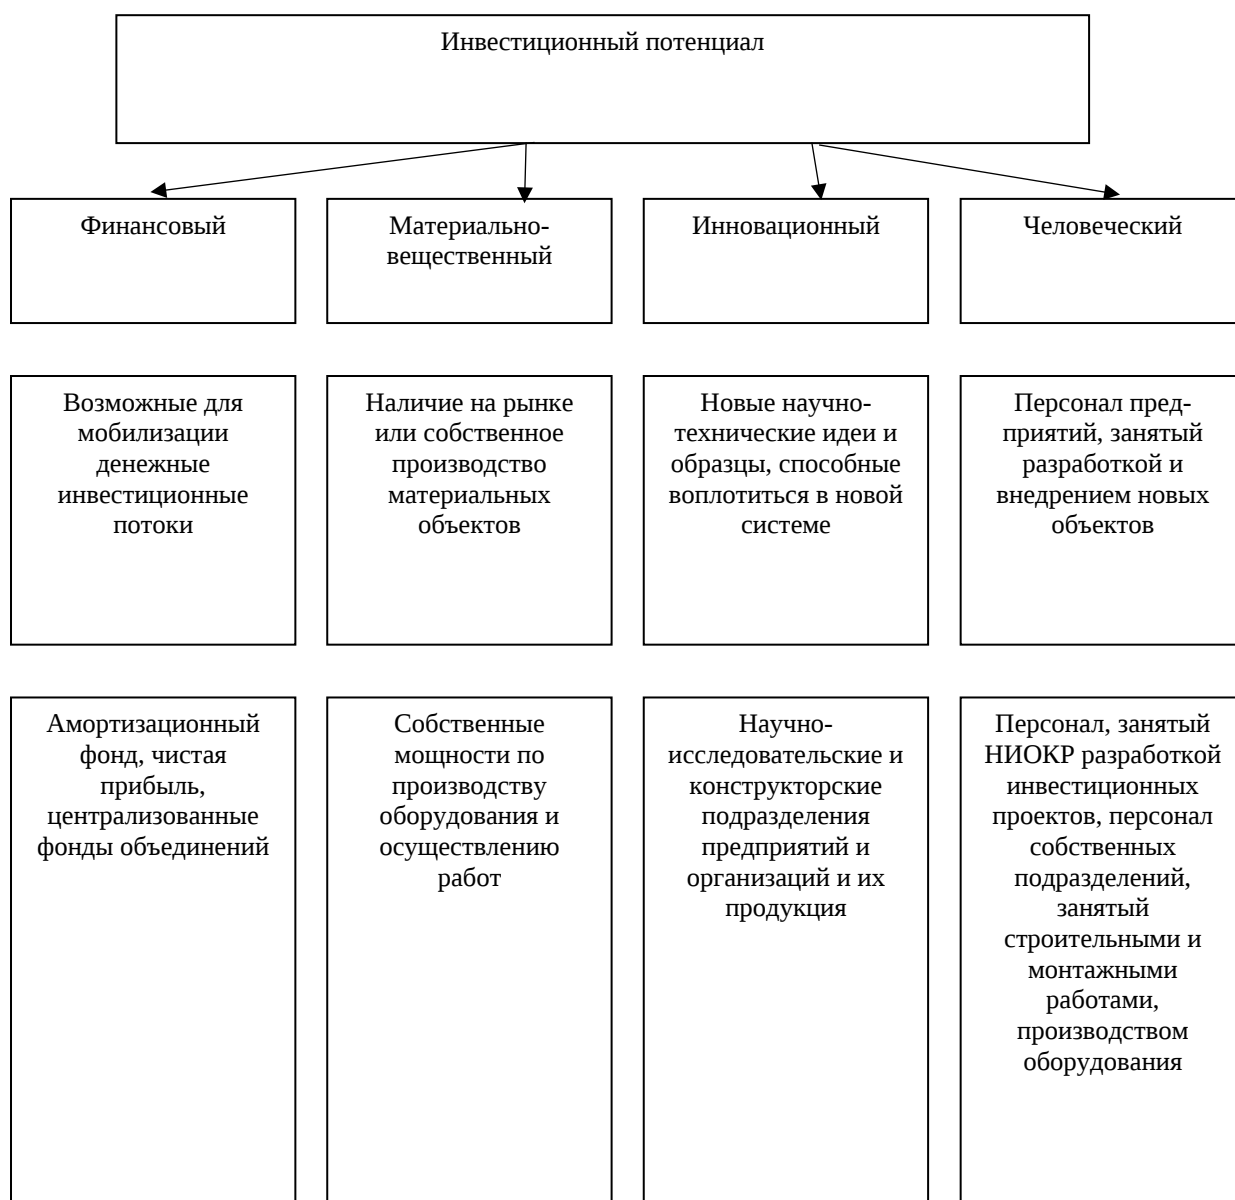 Инвестиционный потенциал
Финансовый
Материально-
вещественный
Инновационный
Человеческий
Возможные для
мобилизации
денежные
инвестиционные
потоки
Наличие на рынке
или собственное
производство
материальных
объектов
Новые научно-
технические идеи и
образцы, способные
воплотиться в новой
системе
Персонал пред-
приятий, занятый
разработкой и
внедрением новых
объектов
Амортизационный
фонд, чистая
прибыль,
централизованные
фонды объединений
Собственные
мощности по
производству
оборудования и
осуществлению
работ
Научно-
исследовательские и
конструкторские
подразделения
предприятий и
организаций и их
продукция
Персонал, занятый
НИОКР разработкой
инвестиционных
проектов, персонал
собственных
подразделений,
занятый
строительными и
монтажными
работами,
производством
оборудования